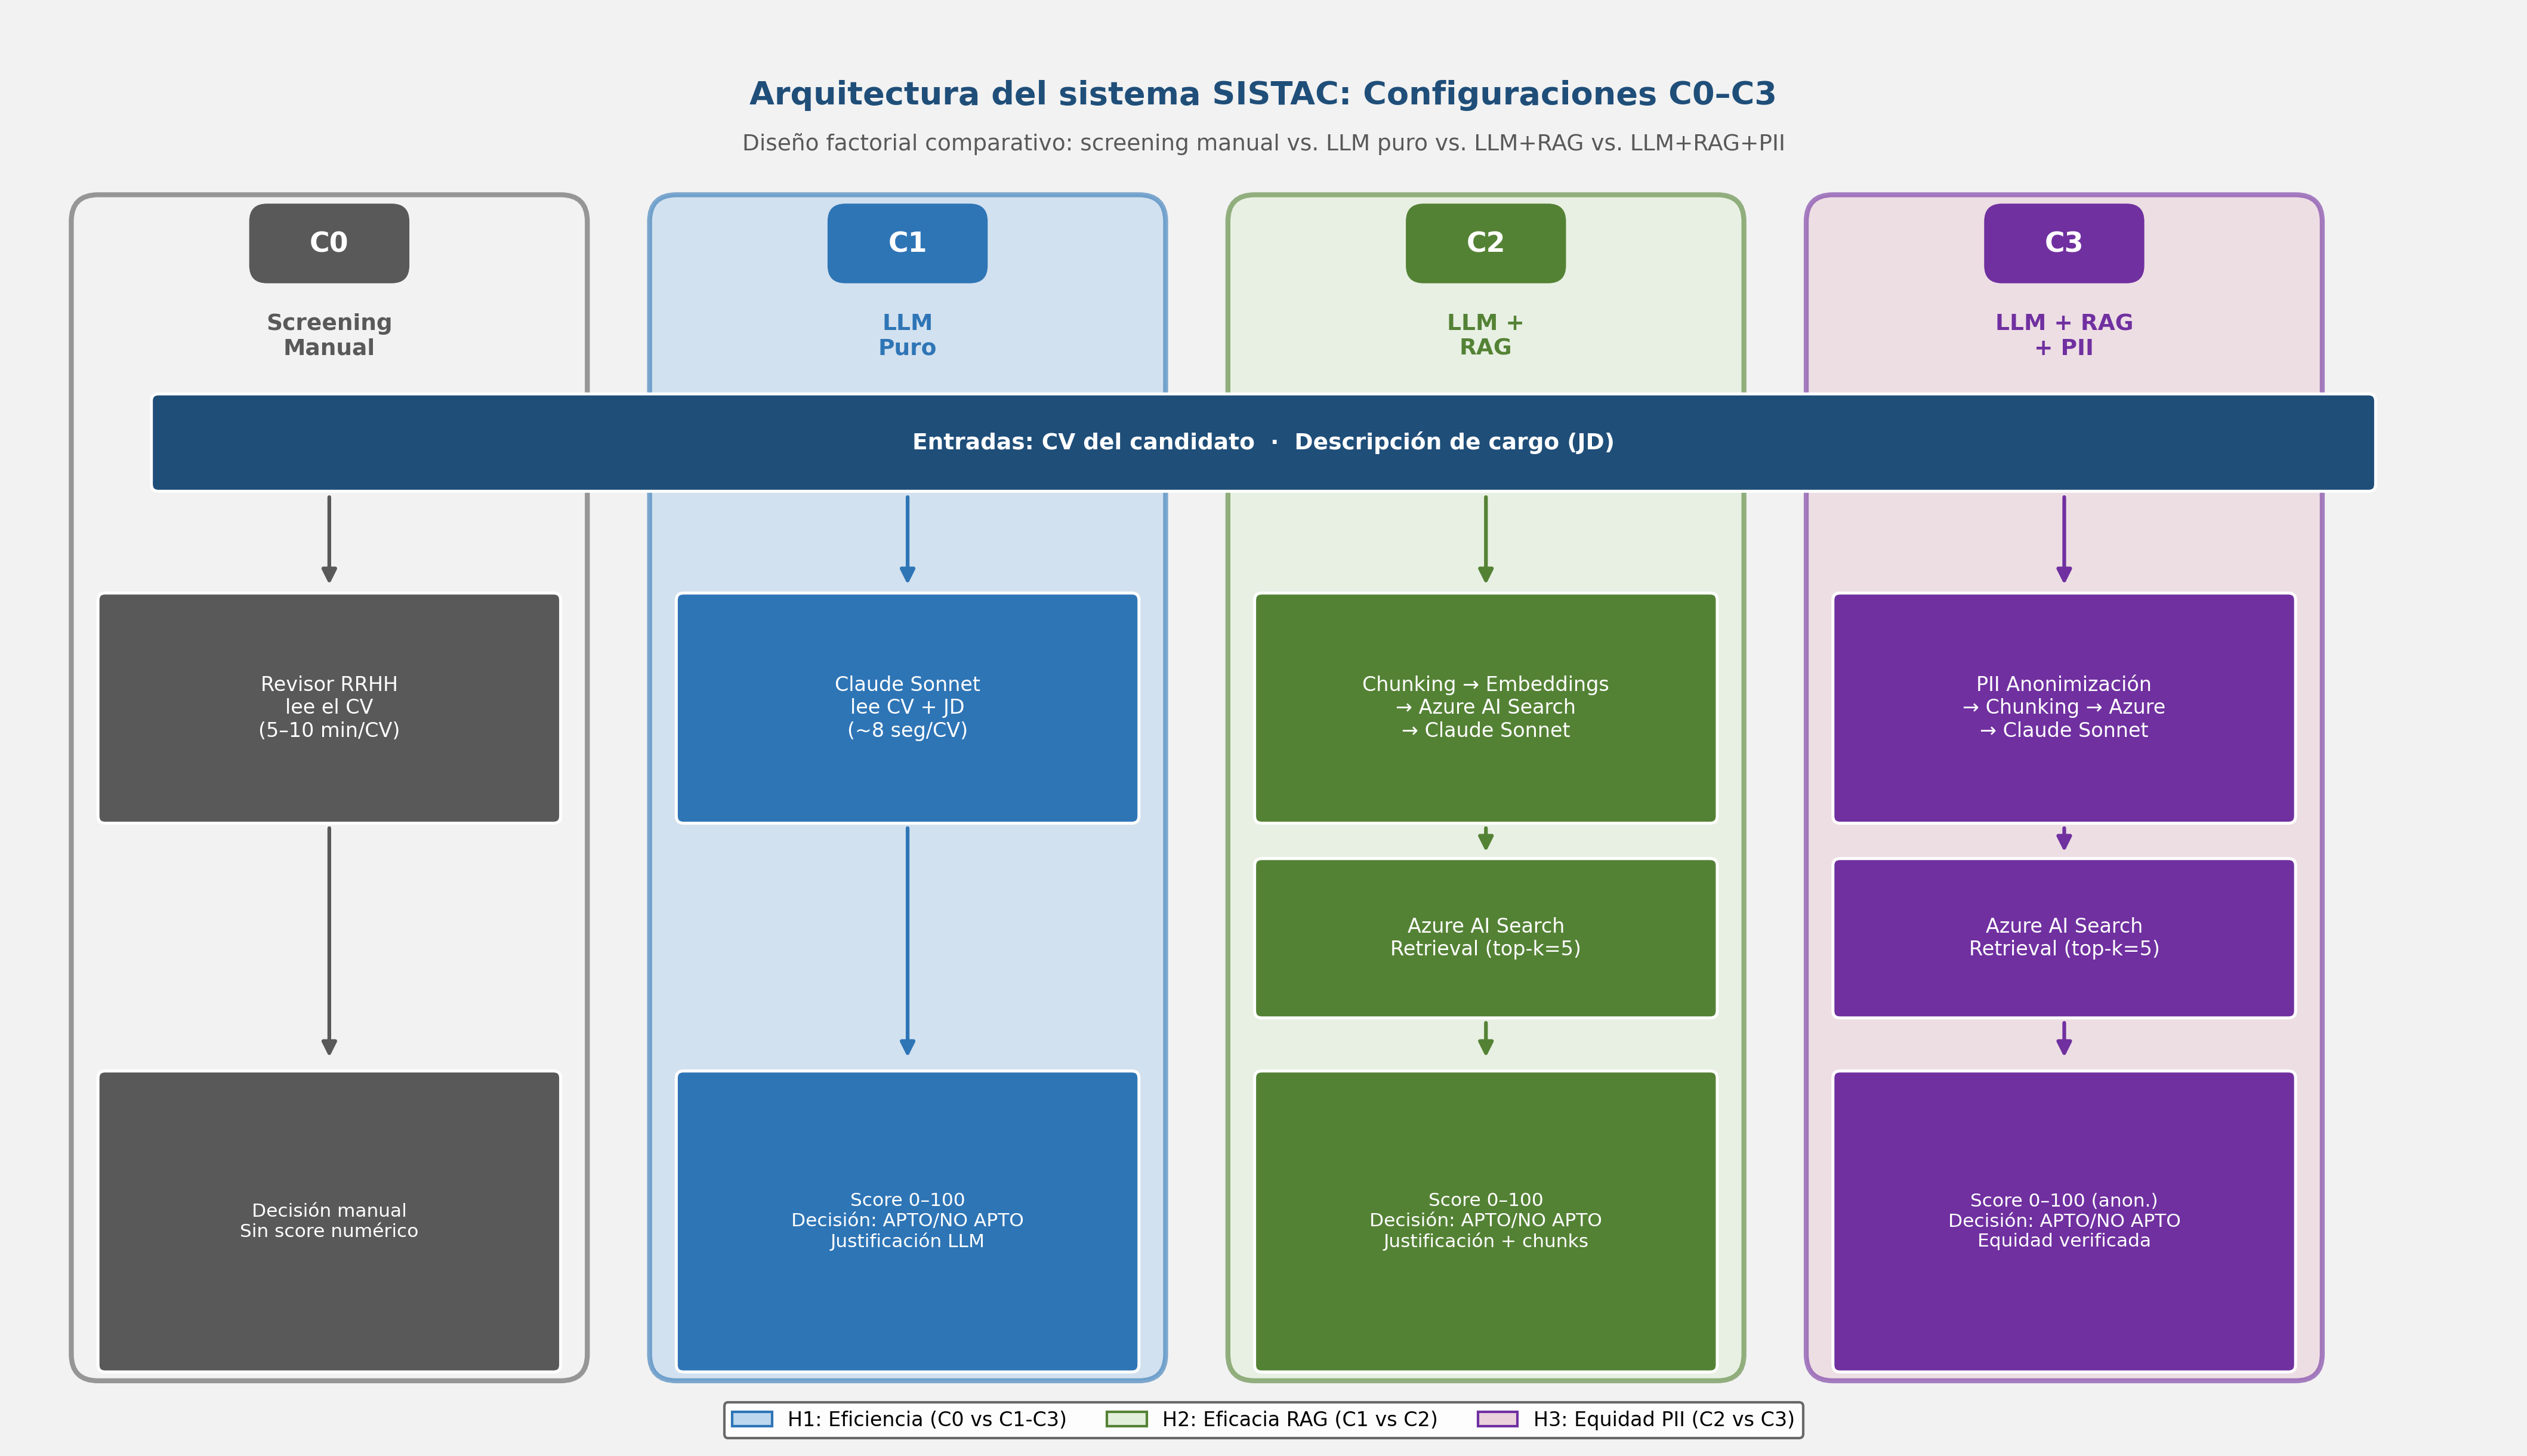 Arquitectura del sistema SISTAC: Configuraciones C0–C3
Diseño factorial comparativo: screening manual vs. LLM puro vs. LLM+RAG vs. LLM+RAG+PII
C0
Screening
Manual
C1
LLM
Puro
C2
LLM +
RAG
C3
LLM + RAG
+ PII
Entradas: CV del candidato · Descripción de cargo (JD)
Revisor RRHH
lee el CV
(5–10 min/CV)
Claude Sonnet
lee CV + JD
(~8 seg/CV)
Chunking → Embeddings
→ Azure AI Search
→ Claude Sonnet
PII Anonimización
→ Chunking → Azure
→ Claude Sonnet
Azure AI Search
Retrieval (top-k=5)
Azure AI Search
Retrieval (top-k=5)
Decisión manual
Sin score numérico
Score 0–100
Decisión: APTO/NO APTO
Justificación LLM
Score 0–100
Decisión: APTO/NO APTO
Justificación + chunks
Score 0–100 (anon.)
Decisión: APTO/NO APTO
Equidad verificada
H1: Eficiencia (C0 vs C1-C3)
H2: Eficacia RAG (C1 vs C2)
H3: Equidad PII (C2 vs C3)